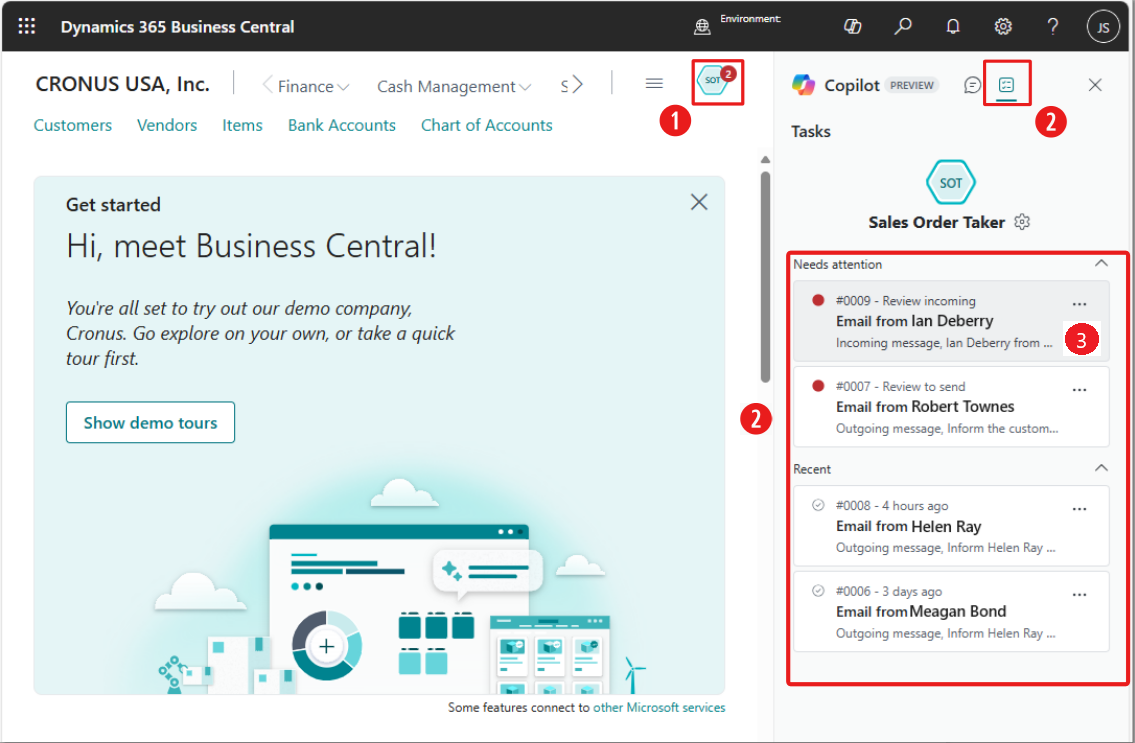 Dynamics 365 Business Central
Environment:
JS
CRONUS USA, Inc.
Finance
Cash Management
S
SOT
2
1
Customers
Vendors
Items
Bank Accounts
Chart of Accounts
Get started
Hi, meet Business Central!
You're all set to try out our demo company,
Cronus. Go explore on your own, or take a quick
tour first.
Show demo tours
Some features connect to other Microsoft services
Copilot PREVIEW
2
Tasks
SOT
Sales Order Taker
2
Needs attention
#0009 - Review incoming
Email from Ian Deberry
Incoming message, Ian Deberry from ...
3
#0007 - Review to send
Email from Robert Townes
Outgoing message, Inform the custom...
Recent
#0008 - 4 hours ago
Email from Helen Ray
Outgoing message, Inform Helen Ray ...
#0006 - 3 days ago
Email from Meagan Bond
Outgoing message, Inform Helen Ray ...